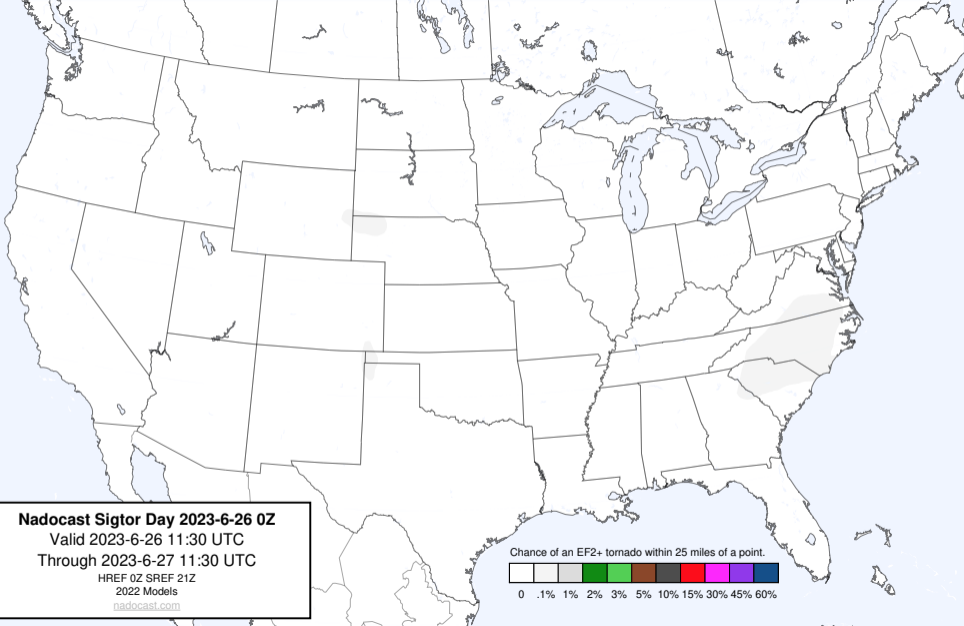 Nadocast Sigtor Day 2023-6-26 0Z
Valid 2023-6-26 11:30 UTC
Through 2023-6-27 11:30 UTC
HREF 0Z SREF 21Z
2022 Models
nadocast.com
Chance of an EF2+ tornado within 25 miles of a point.
0 .1% 1% 2% 3% 5% 10% 15% 30% 45% 60%